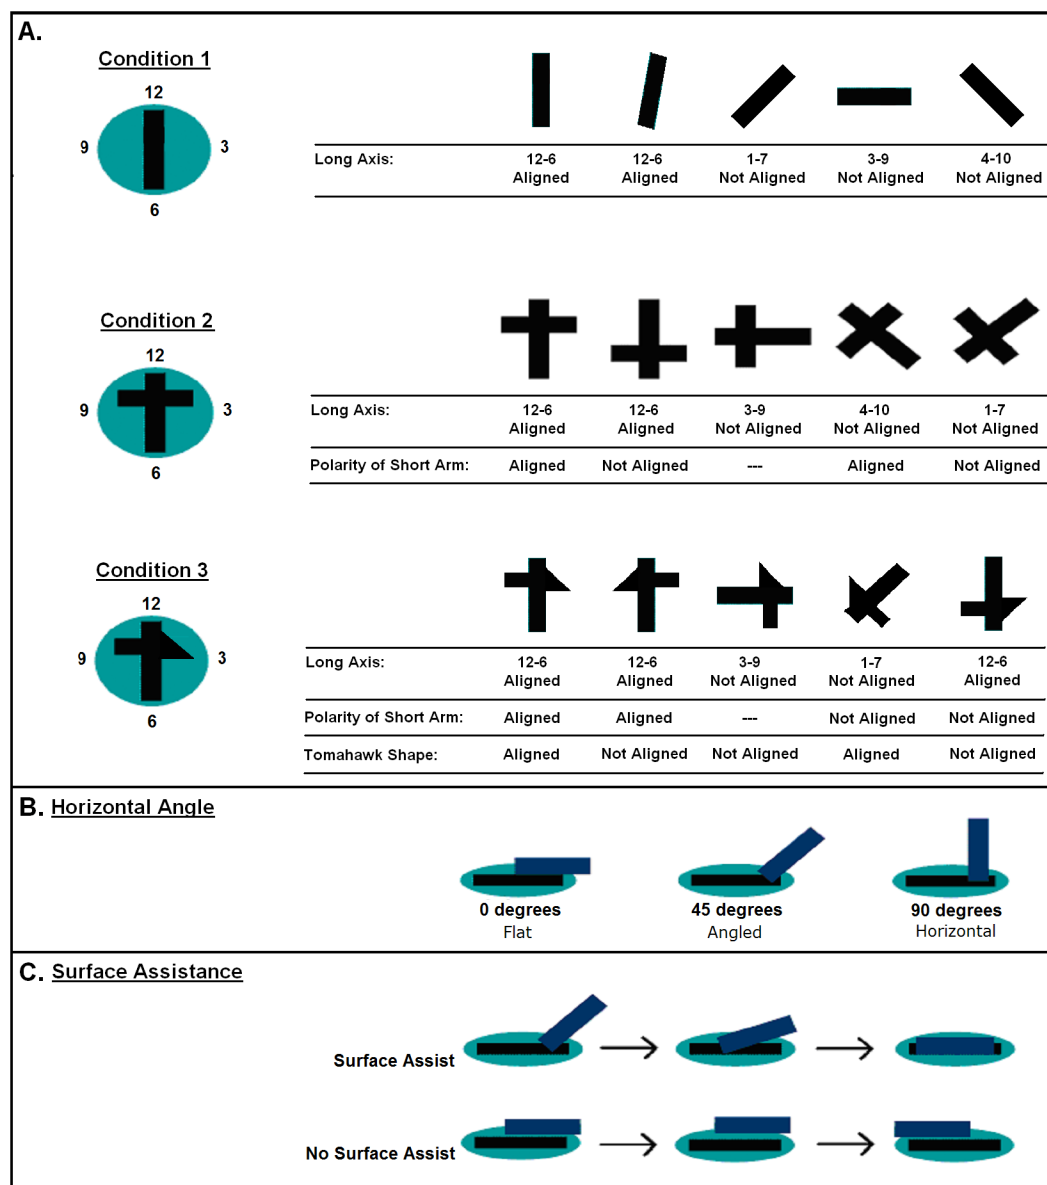 A.
Condition 1
12
9
3
6
Long Axis: 12-6 12-6 1-7 3-9 4-10
Aligned Aligned Not Aligned Not Aligned Not Aligned
Condition 2
12
9
3
6
Long Axis: 12-6 12-6 3-9 4-10 1-7
Aligned Aligned Not Aligned Not Aligned Not Aligned
Polarity of Short Arm: Aligned Not Aligned --- Aligned Not Aligned
Condition 3
12
9
3
6
Long Axis: 12-6 12-6 3-9 1-7 12-6
Aligned Aligned Not Aligned Not Aligned Aligned
Polarity of Short Arm: Aligned Aligned --- Not Aligned Not Aligned
Tomahawk Shape: Aligned Not Aligned Not Aligned Aligned Not Aligned
B. Horizontal Angle
0 degrees 45 degrees 90 degrees
Flat Angled Horizontal
C. Surface Assistance
Surface Assist
No Surface Assist